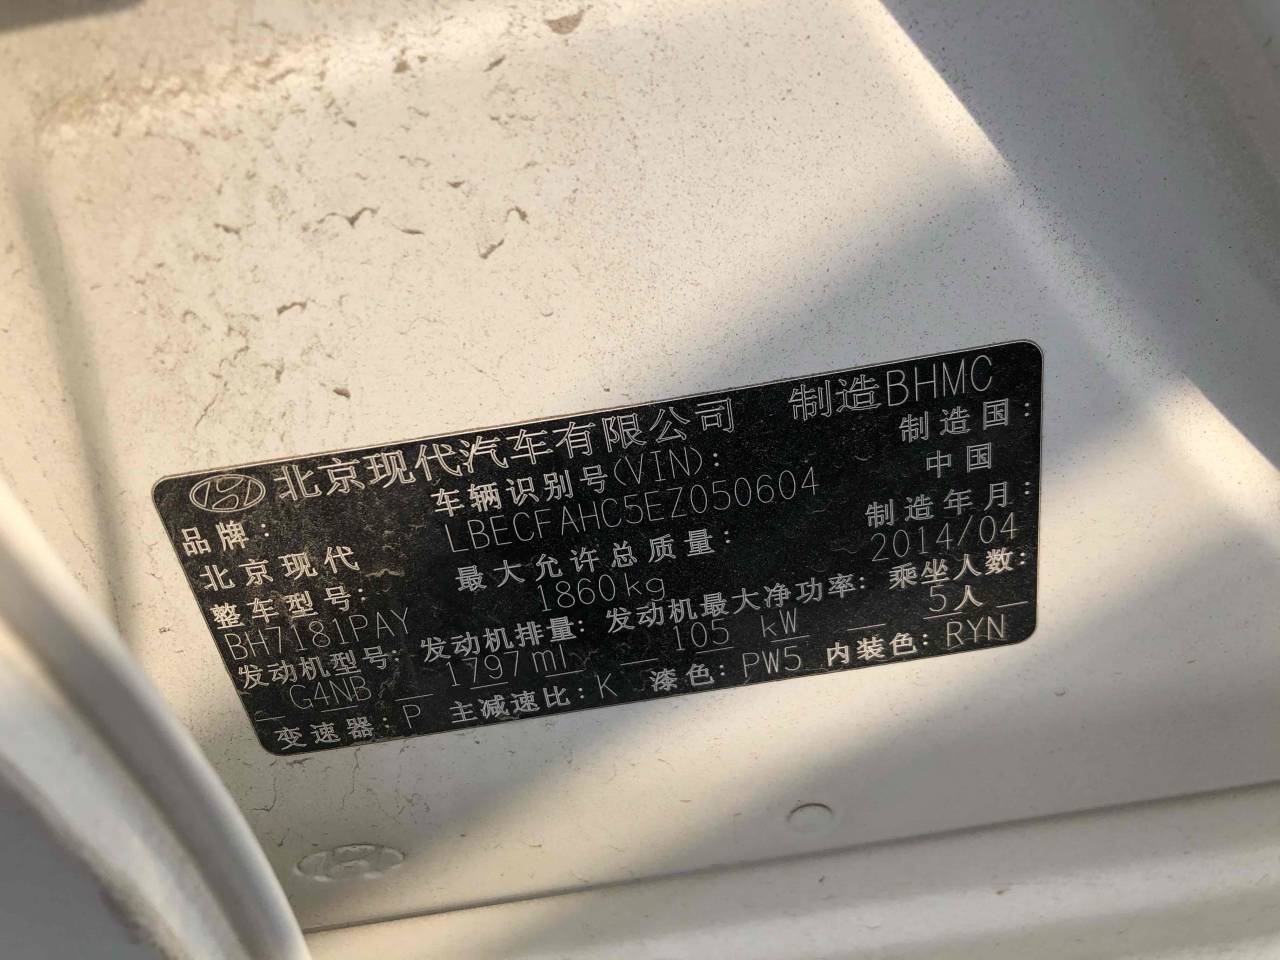 北京现代汽车有限公司 制造BHMC
品牌: 车辆识别号(VIN): 制造国:
北京现代 LBECFAHC5EZ050604 中国
整车型号: 最大允许总质量: 制造年月:
BH7181PAY 1860kg 2014/04
发动机型号: 发动机排量: 发动机最大净功率: 乘坐人数:
G4NB 1797ml 105 kW 5人
变速器:P 主减速比:K 漆色:PW5 内装色:RYN